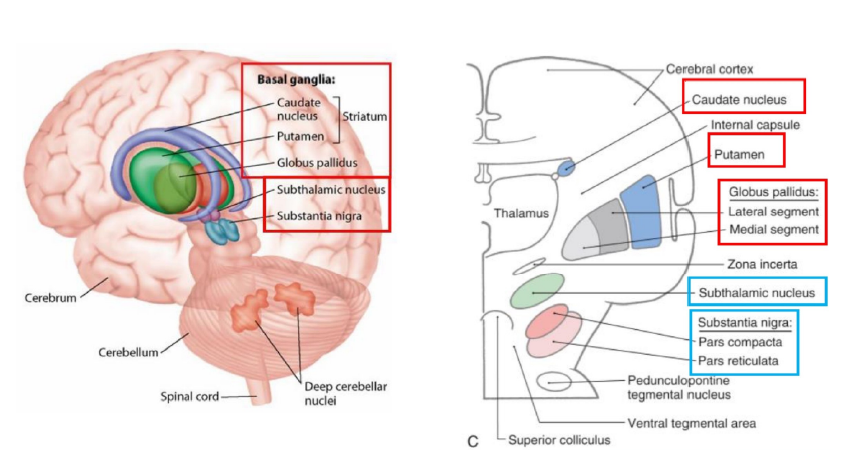 Basal ganglia:
Caudate
nucleus
Striatum
Putamen
Globus pallidus
Subthalamic nucleus
Substantia nigra
Cerebrum
Cerebellum
Spinal cord
Deep cerebellar
nuclei
Cerebral cortex
Caudate nucleus
Internal capsule
Putamen
Globus pallidus:
Lateral segment
Medial segment
Thalamus
Zona incerta
Subthalamic nucleus
Substantia nigra:
Pars compacta
Pars reticulata
Pedunculopontine
tegmental nucleus
Ventral tegmental area
C
Superior colliculus